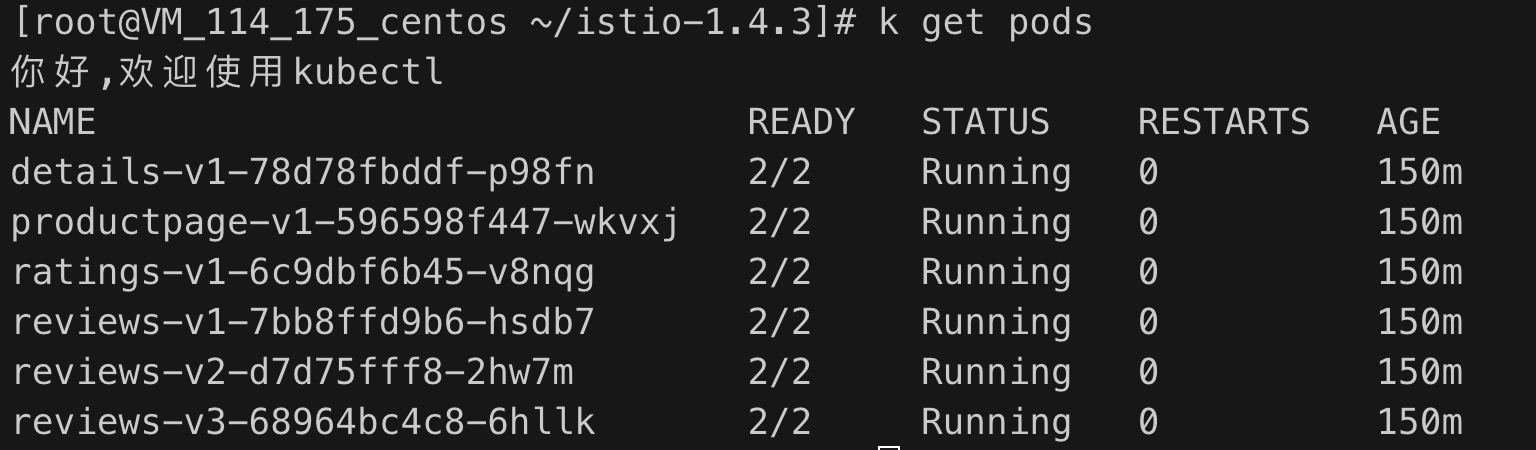 [root@VM_114_175_centos ~/istio-1.4.3]# k get pods
你好,欢迎使用kubectl
NAME READY STATUS RESTARTS AGE
details-v1-78d78fbddf-p98fn 2/2 Running 0 150m
productpage-v1-596598f447-wkvxj 2/2 Running 0 150m
ratings-v1-6c9dbf6b45-v8nqg 2/2 Running 0 150m
reviews-v1-7bb8ffd9b6-hsdb7 2/2 Running 0 150m
reviews-v2-d7d75fff8-2hw7m 2/2 Running 0 150m
reviews-v3-68964bc4c8-6hllk 2/2 Running 0 150m